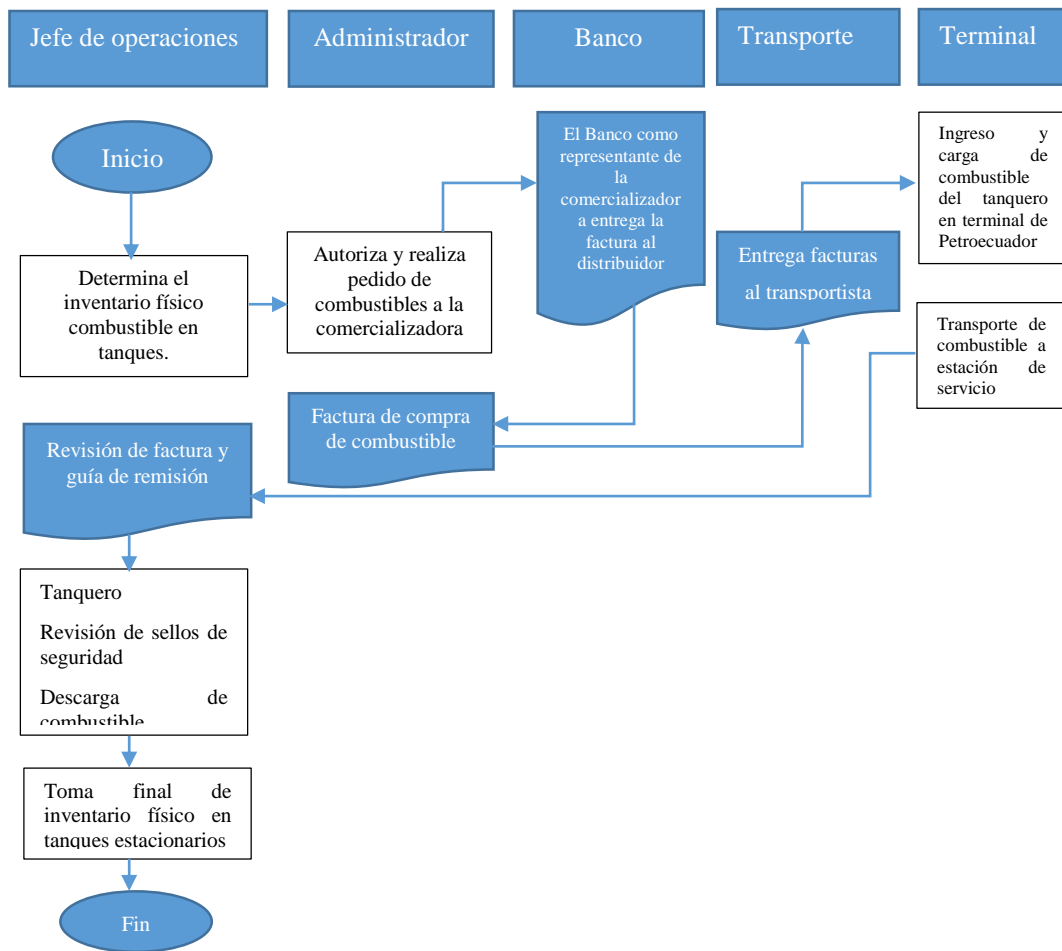 Jefe de operaciones
Administrador
Banco
Transporte
Terminal
Inicio
Determina el
inventario físico
combustible en
tanques.
Autoriza y realiza
pedido de
combustibles a la
comercializadora
El Banco como
representante de
la
comercializador
a entrega la
factura al
distribuidor
Entrega facturas
al transportista
Ingreso y
carga de
combustible
del tanquero
en terminal de
Petroecuador
Transporte de
combustible a
estación de
servicio
Factura de compra
de combustible
Revisión de factura y
guía de remisión
Tanquero
Revisión de sellos de
seguridad
Descarga de
combustible
Toma final de
inventario físico en
tanques estacionarios
Fin